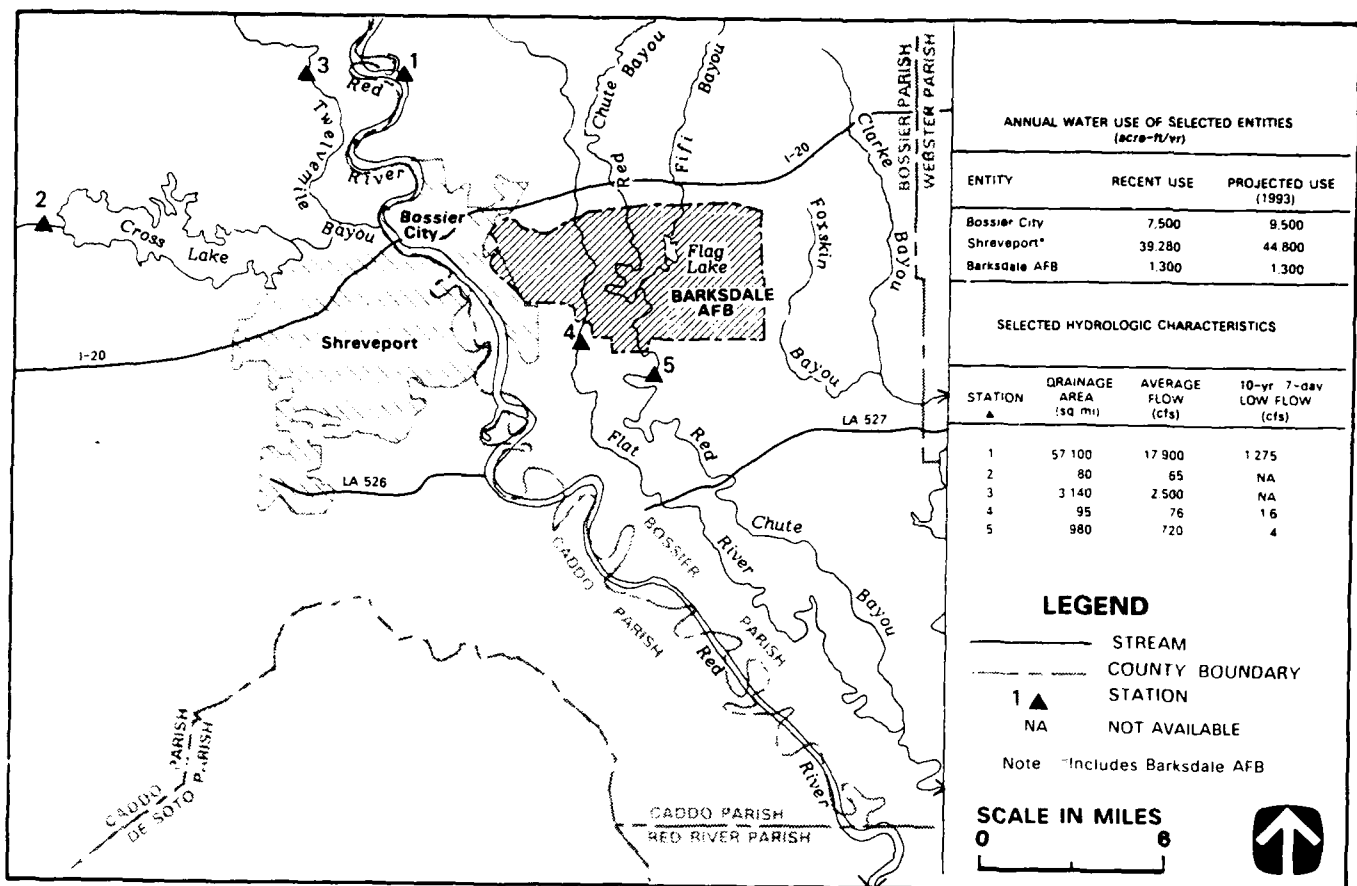 3
1
Red
Chute Bayou
Bayou
Fifi
Red
Twelvemile
River
Bayou
I-20
BOSSIER PARISH
WEBSTER PARISH
Clarke
Bayou
2
Cross
Lake
Bossier
City
Foxskin
Bayou
Flag
Lake
BARKSDALE
AFB
4
5
Shreveport
I-20
LA 527
Flat
Red
LA 526
Chute
River
Bayou
BOSSIER
PARISH
CADDO
PARISH
Red
River
CADDO PARISH
DE SOTO PARISH
CADDO PARISH
RED RIVER PARISH
ANNUAL WATER USE OF SELECTED ENTITIES
(acre-ft/yr)
ENTITY RECENT USE PROJECTED USE
(1993)
Bossier City 7,500 9,500
Shreveport* 39,280 44,800
Barksdale AFB 1,300 1,300
SELECTED HYDROLOGIC CHARACTERISTICS
STATION DRAINAGE AREA (sq mi) AVERAGE FLOW (cfs) 10-yr 7-day LOW FLOW (cfs)
▲
1 57 100 17 900 1 275
2 80 65 NA
3 3 140 2,500 NA
4 95 76 1 6
5 980 720 4
LEGEND
STREAM
COUNTY BOUNDARY
1 ▲ STATION
NA NOT AVAILABLE
Note *Includes Barksdale AFB
SCALE IN MILES
0 6